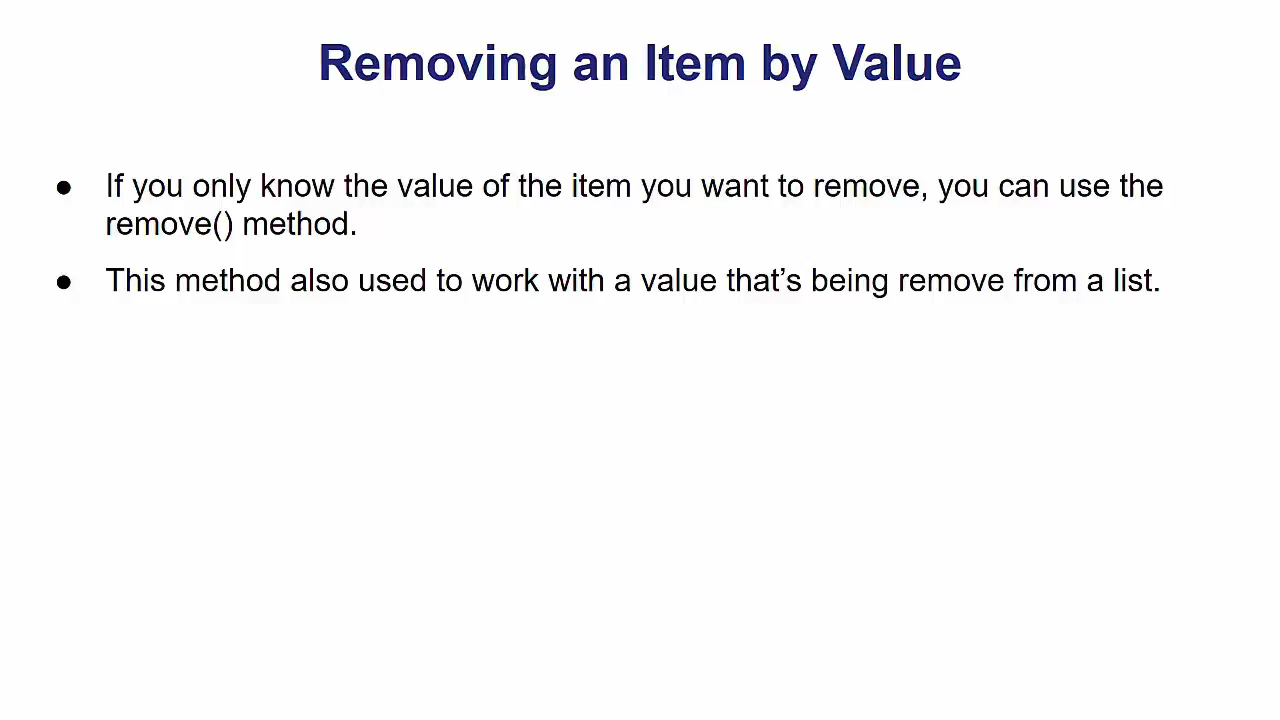 Removing an Item by Value
● If you only know the value of the item you want to remove, you can use the
remove() method.
● This method also used to work with a value that's being remove from a list.